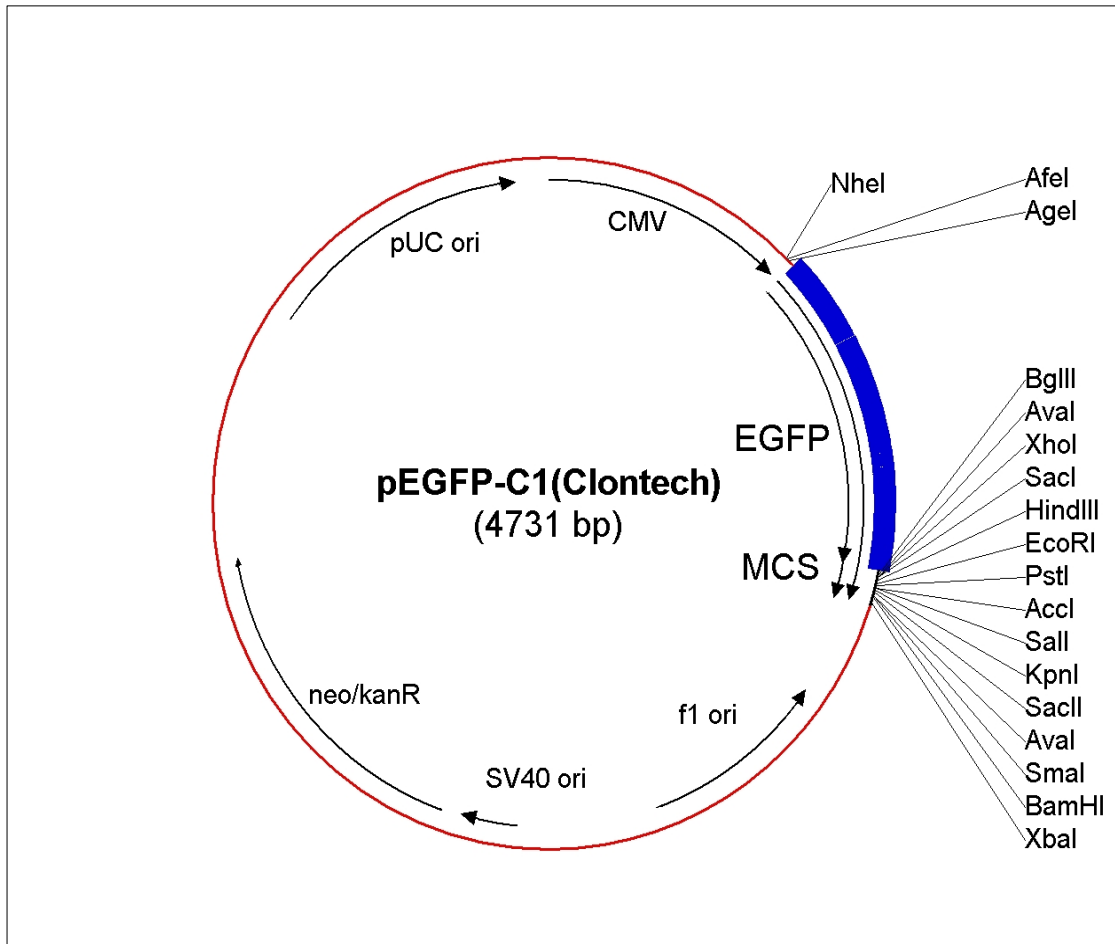 NheI
AfeI
AgeI
CMV
pUC ori
BglII
AvaI
XhoI
SacI
HindIII
EcoRI
PstI
AccI
SalI
KpnI
SacII
AvaI
SmaI
BamHI
XbaI
EGFP
pEGFP-C1(Clontech)
(4731 bp)
MCS
neo/kanR
f1 ori
SV40 ori